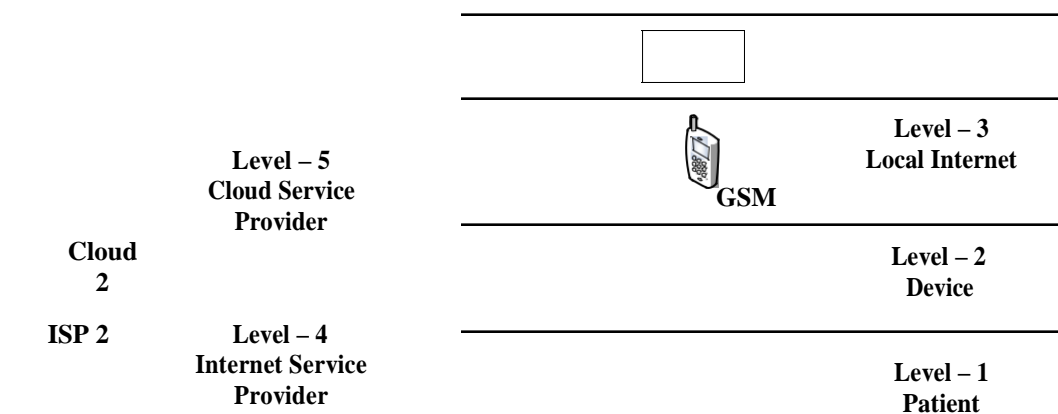 Level – 5
Cloud Service
Provider
Cloud
2
ISP 2
Level – 4
Internet Service
Provider
GSM
Level – 3
Local Internet
Level – 2
Device
Level – 1
Patient